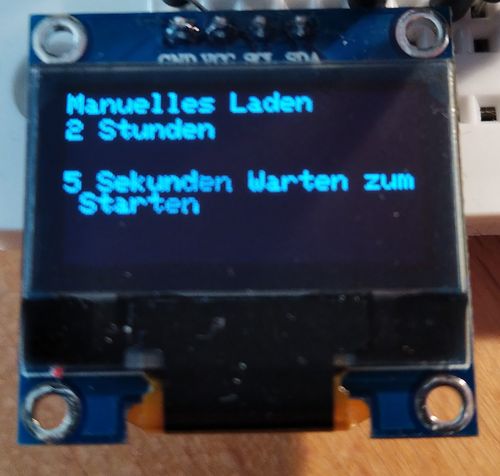 GND VCC SCL SDA
Manuelles Laden
2 Stunden
5 Sekunden Warten zum
Starten